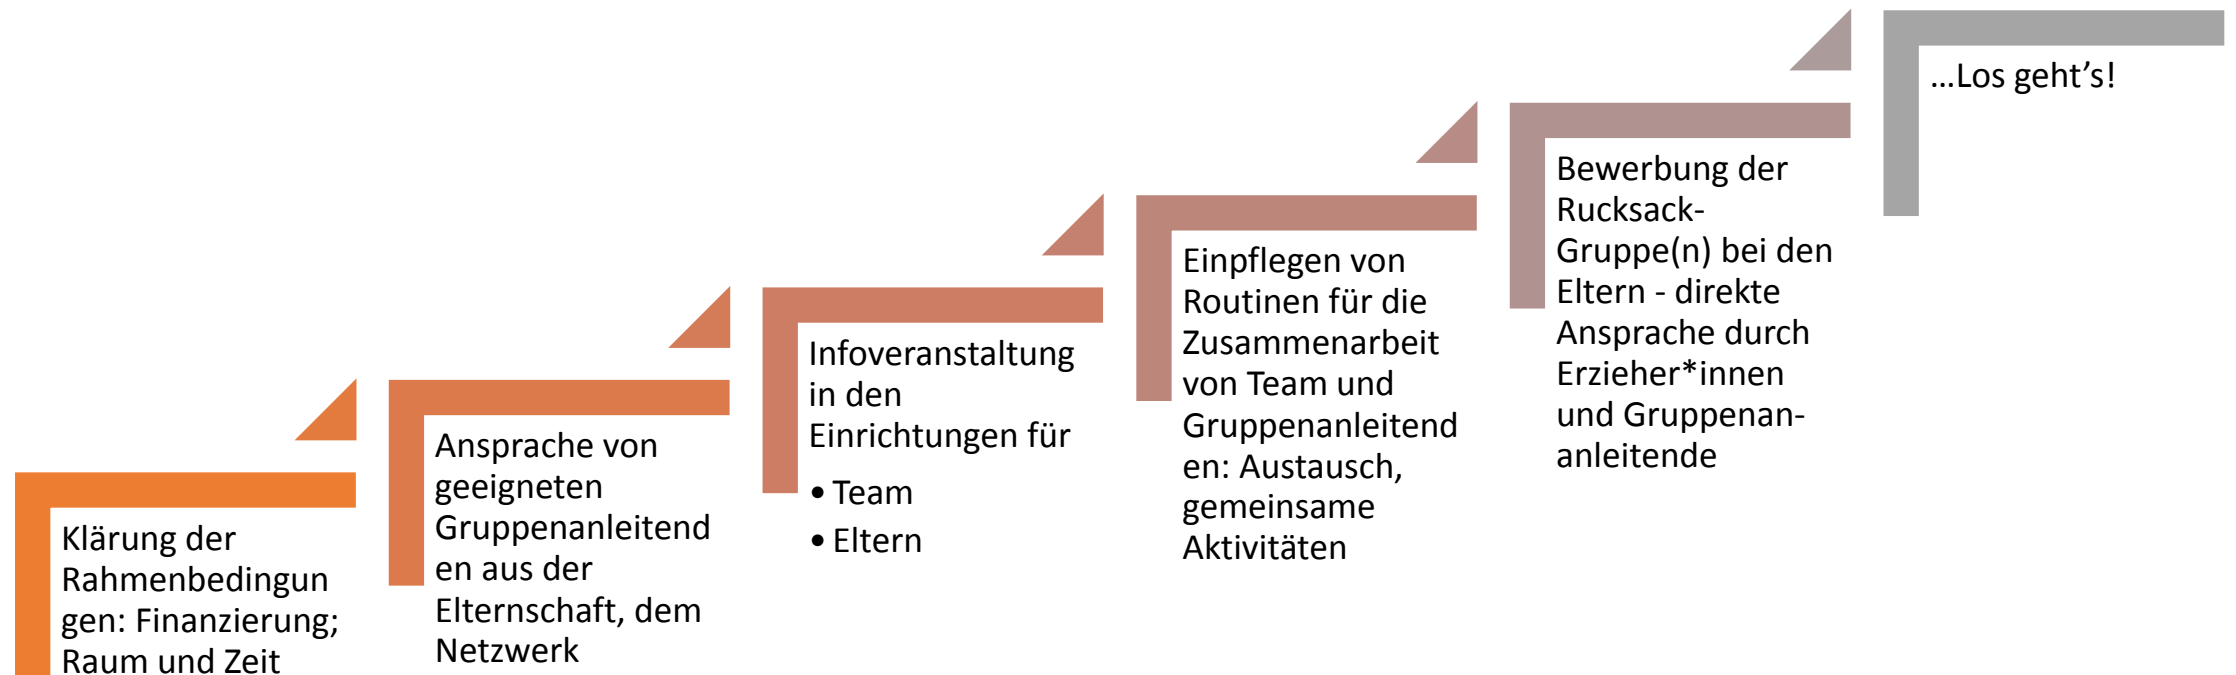 Klärung der
Rahmenbedingun
gen: Finanzierung;
Raum und Zeit
Ansprache von
geeigneten
Gruppenanleitend
en aus der
Elternschaft, dem
Netzwerk
Infoveranstaltung
in den
Einrichtungen für
• Team
• Eltern
Einpflegen von
Routinen für die
Zusammenarbeit
von Team und
Gruppenanleitend
en: Austausch,
gemeinsame
Aktivitäten
Bewerbung der
Rucksack-
Gruppe(n) bei den
Eltern - direkte
Ansprache durch
Erzieher*innen
und Gruppenan-
anleitende
…Los geht’s!